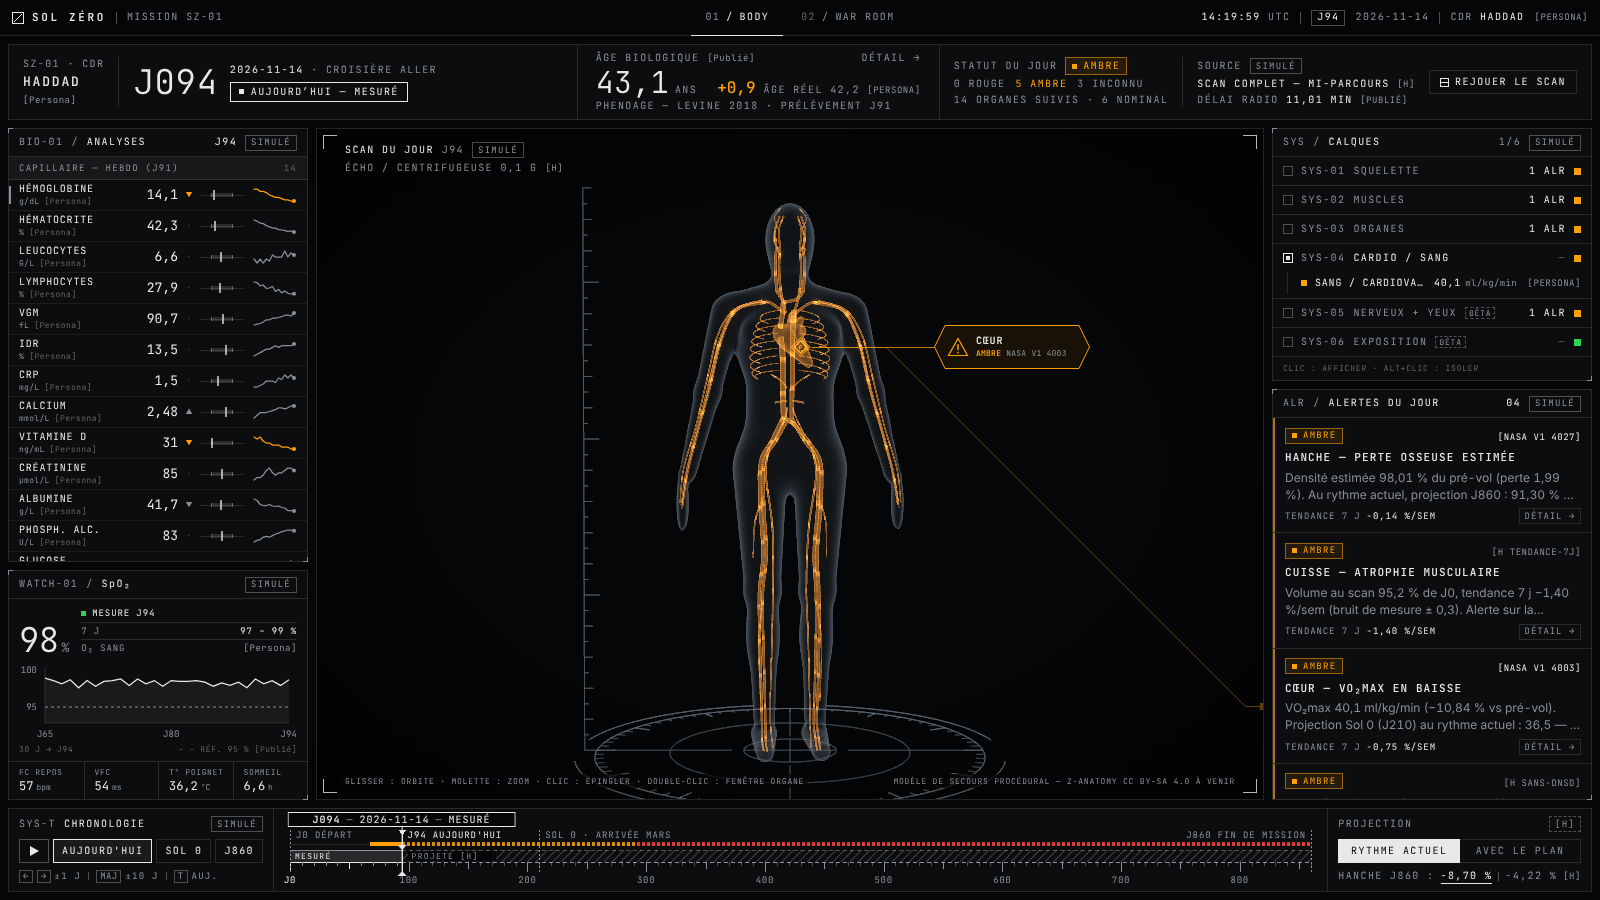 SOL ZÉRO | MISSION SZ-01
01 / BODY
02 / WAR ROOM
14:19:59 UTC | J94 2026-11-14 | CDR HADDAD [PERSONA]
SZ-01 · CDR
HADDAD
[Persona]
J094
2026-11-14 · CROISIÈRE ALLER
AUJOURD'HUI — MESURÉ
ÂGE BIOLOGIQUE [Publié]
DÉTAIL →
43,1 ANS +0,9 ÂGE RÉEL 42,2 [PERSONA]
PHENOAGE — LEVINE 2018 · PRÉLÈVEMENT J91
STATUT DU JOUR AMBRE
0 ROUGE 5 AMBRE 3 INCONNU
14 ORGANES SUIVIS · 6 NOMINAL
SOURCE SIMULÉ
SCAN COMPLET — MI-PARCOURS [H]
DÉLAI RADIO 11,01 MIN [PUBLIÉ]
REJOUER LE SCAN
BIO-01 / ANALYSES J94 SIMULÉ
CAPILLAIRE — HEBDO (J91) 14
HÉMOGLOBINE 14,1
g/dL [Persona]
HÉMATOCRITE 42,3
% [Persona]
LEUCOCYTES 6,6
G/L [Persona]
LYMPHOCYTES 27,9
% [Persona]
VGM 90,7
fL [Persona]
IDR 13,5
% [Persona]
CRP 1,5
mg/L [Persona]
CALCIUM 2,48
mmol/L [Persona]
VITAMINE D 31
ng/mL [Persona]
CRÉATININE 85
µmol/L [Persona]
ALBUMINE 41,7
g/L [Persona]
PHOSPH. ALC. 83
U/L [Persona]
GLUCOSE
WATCH-01 / SpO₂ SIMULÉ
98 %
MESURE J94
7 J 97 – 99 %
O₂ SANG [Persona]
100
95
J65 J80 J94
30 J → J94 - - RÉF. 95 % [Publié]
FC REPOS
57 bpm
VFC
54 ms
T° POIGNET
36,2 °C
SOMMEIL
6,6 h
SCAN DU JOUR J94 SIMULÉ
ÉCHO / CENTRIFUGEUSE 0,1 G [H]
CŒUR
AMBRE NASA V1 4003
GLISSER : ORBITE · MOLETTE : ZOOM · CLIC : ÉPINGLER · DOUBLE-CLIC : FENÊTRE ORGANE
MODÈLE DE SECOURS PROCÉDURAL — Z-ANATOMY CC BY-SA 4.0 À VENIR
SYS / CALQUES 1/6 SIMULÉ
SYS-01 SQUELETTE 1 ALR
SYS-02 MUSCLES 1 ALR
SYS-03 ORGANES 1 ALR
SYS-04 CARDIO / SANG —
SANG / CARDIOVA… 40,1 ml/kg/min [PERSONA]
SYS-05 NERVEUX + YEUX BÊTA 1 ALR
SYS-06 EXPOSITION BÊTA —
CLIC : AFFICHER · ALT+CLIC : ISOLER
ALR / ALERTES DU JOUR 04 SIMULÉ
AMBRE [NASA V1 4027]
HANCHE — PERTE OSSEUSE ESTIMÉE
Densité estimée 98,01 % du pré-vol (perte 1,99
%). Au rythme actuel, projection J860 : 91,30 % …
TENDANCE 7 J -0,14 %/SEM DÉTAIL →
AMBRE [H TENDANCE-7J]
CUISSE — ATROPHIE MUSCULAIRE
Volume au scan 95,2 % de J0, tendance 7 j −1,40
%/sem (bruit de mesure ± 0,3). Alerte sur la…
TENDANCE 7 J -1,40 %/SEM DÉTAIL →
AMBRE [NASA V1 4003]
CŒUR — VO₂MAX EN BAISSE
VO₂max 40,1 ml/kg/min (−10,84 % vs pré-vol).
Projection Sol 0 (J210) au rythme actuel : 36,5 — …
TENDANCE 7 J -0,75 %/SEM DÉTAIL →
AMBRE [H SANS-ONSD]
SYS-T CHRONOLOGIE SIMULÉ
AUJOURD'HUI SOL 0 J860
← → ±1 J | MAJ ±10 J | T AUJ.
J094 — 2026-11-14 — MESURÉ
J0 DÉPART J94 AUJOURD'HUI SOL 0 · ARRIVÉE MARS J860 FIN DE MISSION
MESURÉ PROJETÉ [H]
J0 100 200 300 400 500 600 700 800
PROJECTION [H]
RYTHME ACTUEL AVEC LE PLAN
HANCHE J860 : -8,70 % | -4,22 % [H]